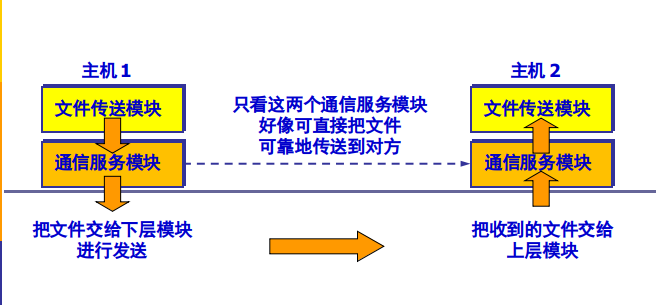 主机 1
主机 2
文件传送模块
只看这两个通信服务模块
好像可直接把文件
可靠地传送到对方
文件传送模块
通信服务模块
通信服务模块
把文件交给下层模块
进行发送
把收到的文件交给
上层模块